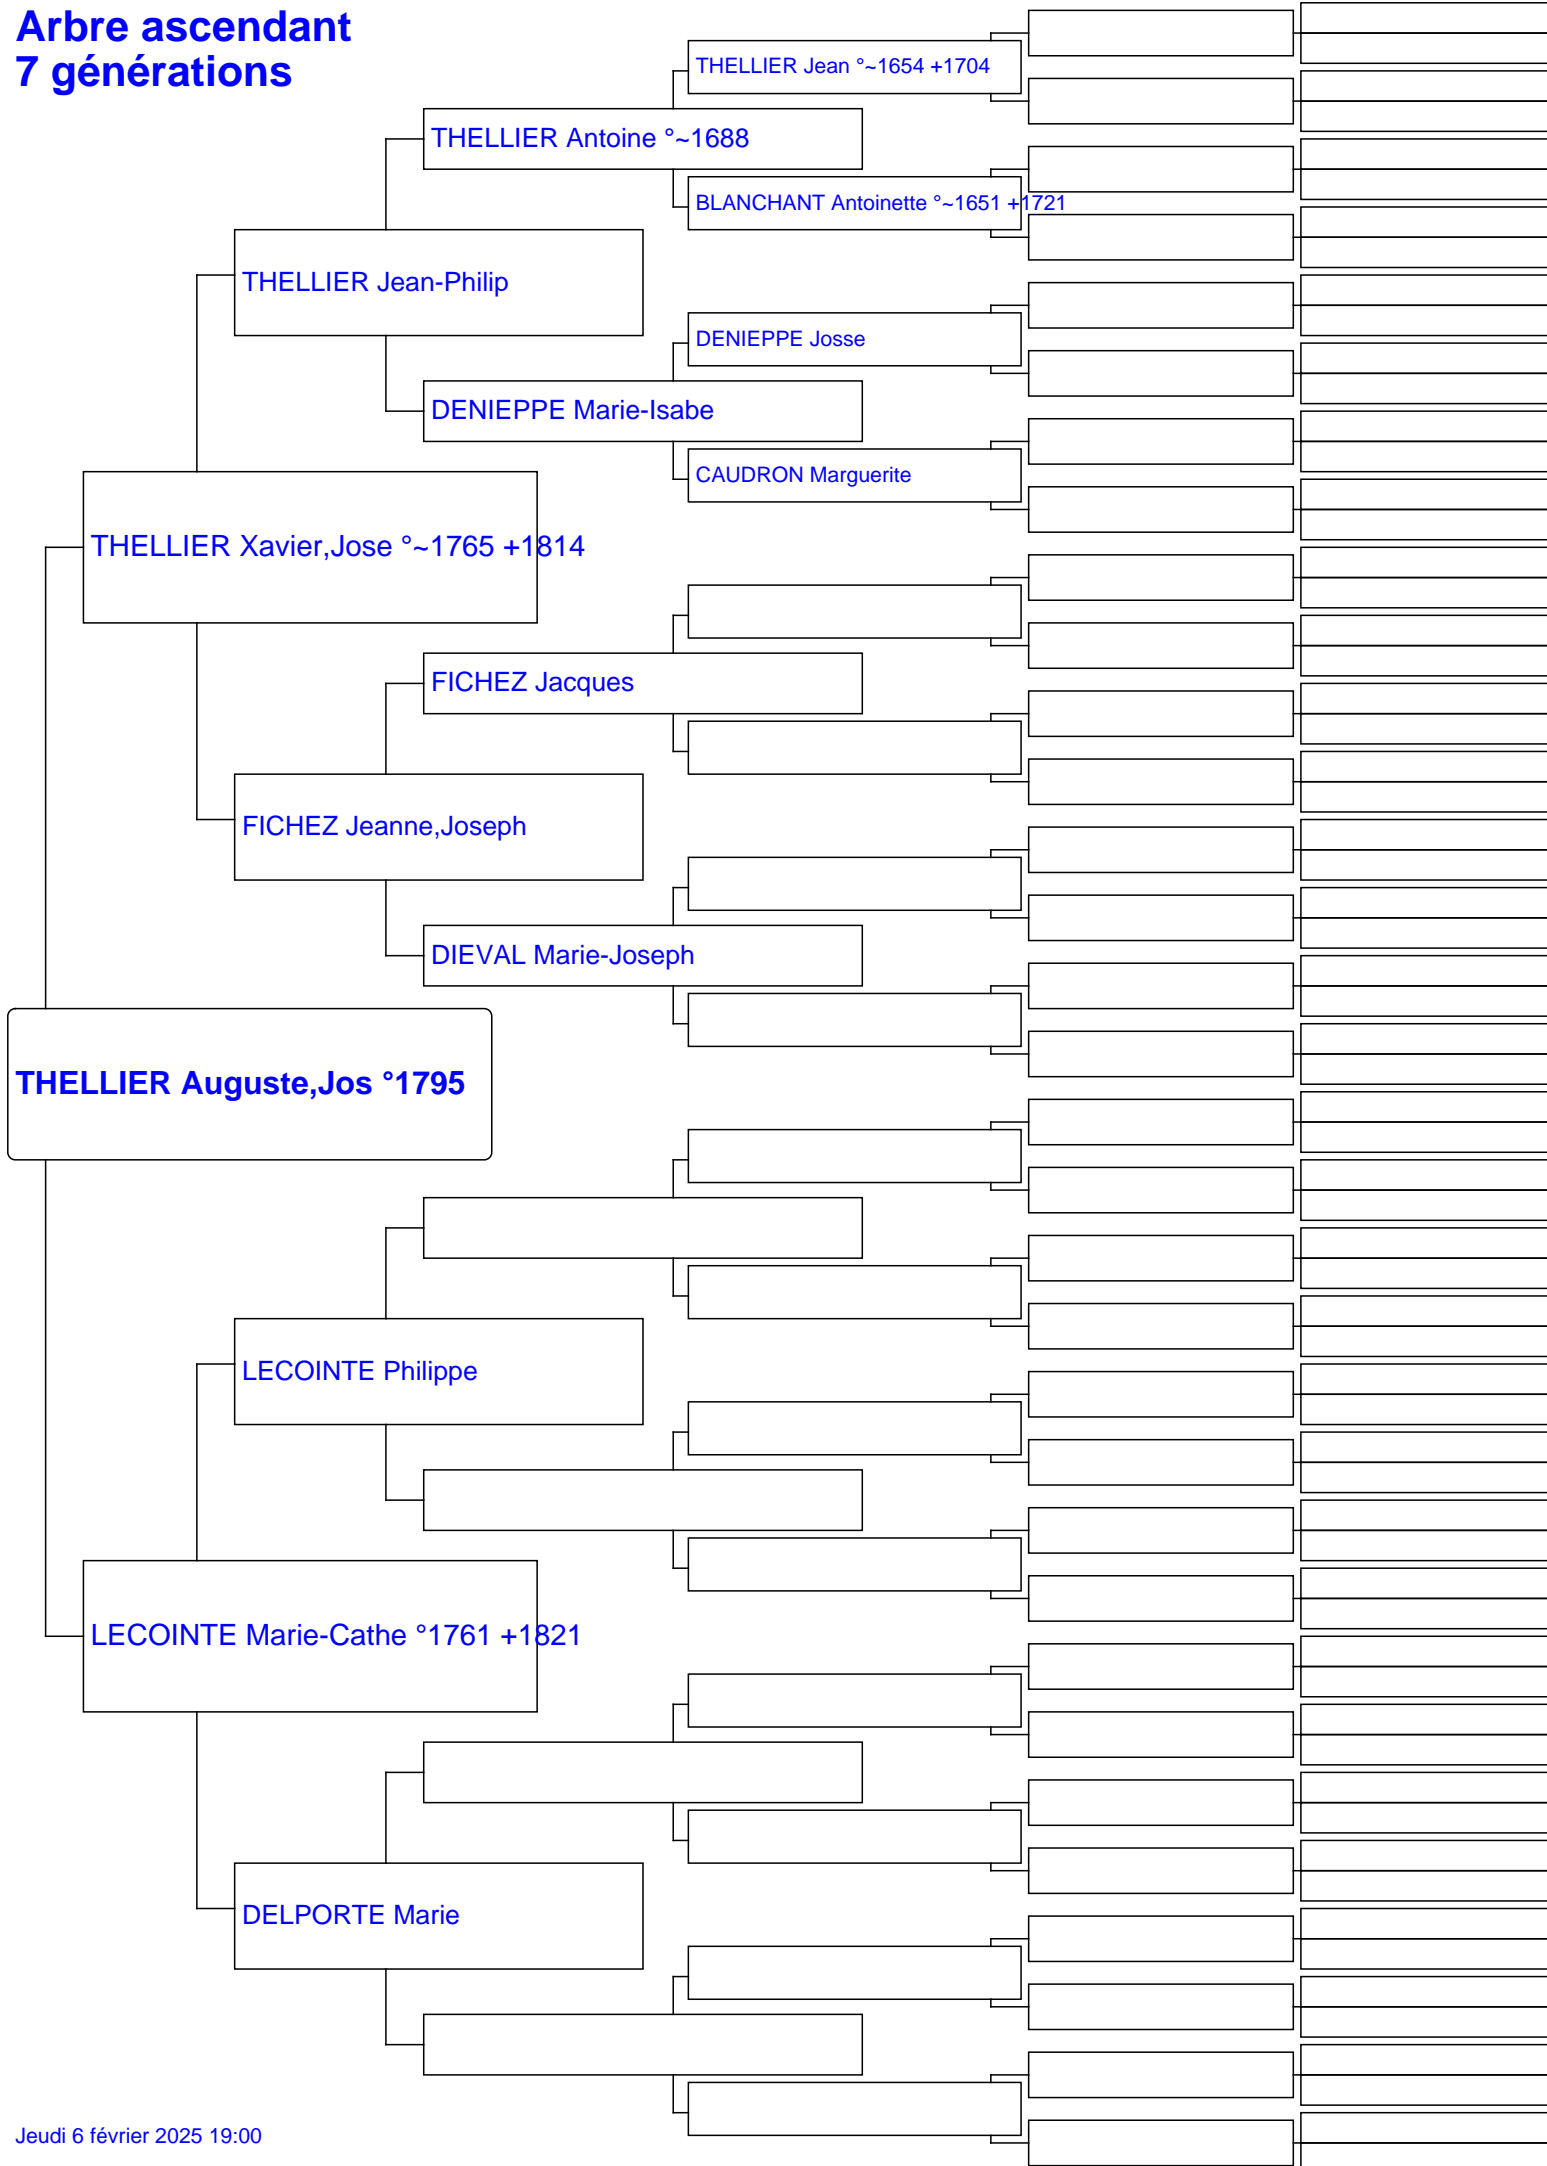 Arbre ascendant
7 générations
THELLIER Jean °~1654 +1704
THELLIER Antoine °~1688
BLANCHANT Antoinette °~1651 +1721
THELLIER Jean-Philip
DENIEPPE Josse
DENIEPPE Marie-Isabe
CAUDRON Marguerite
THELLIER Xavier,Jose °~1765 +1814
FICHEZ Jacques
FICHEZ Jeanne,Joseph
DIEVAL Marie-Joseph
THELLIER Auguste,Jos °1795
LECOINTE Philippe
LECOINTE Marie-Cathe °1761 +1821
DELPORTE Marie
Jeudi 6 février 2025 19:00